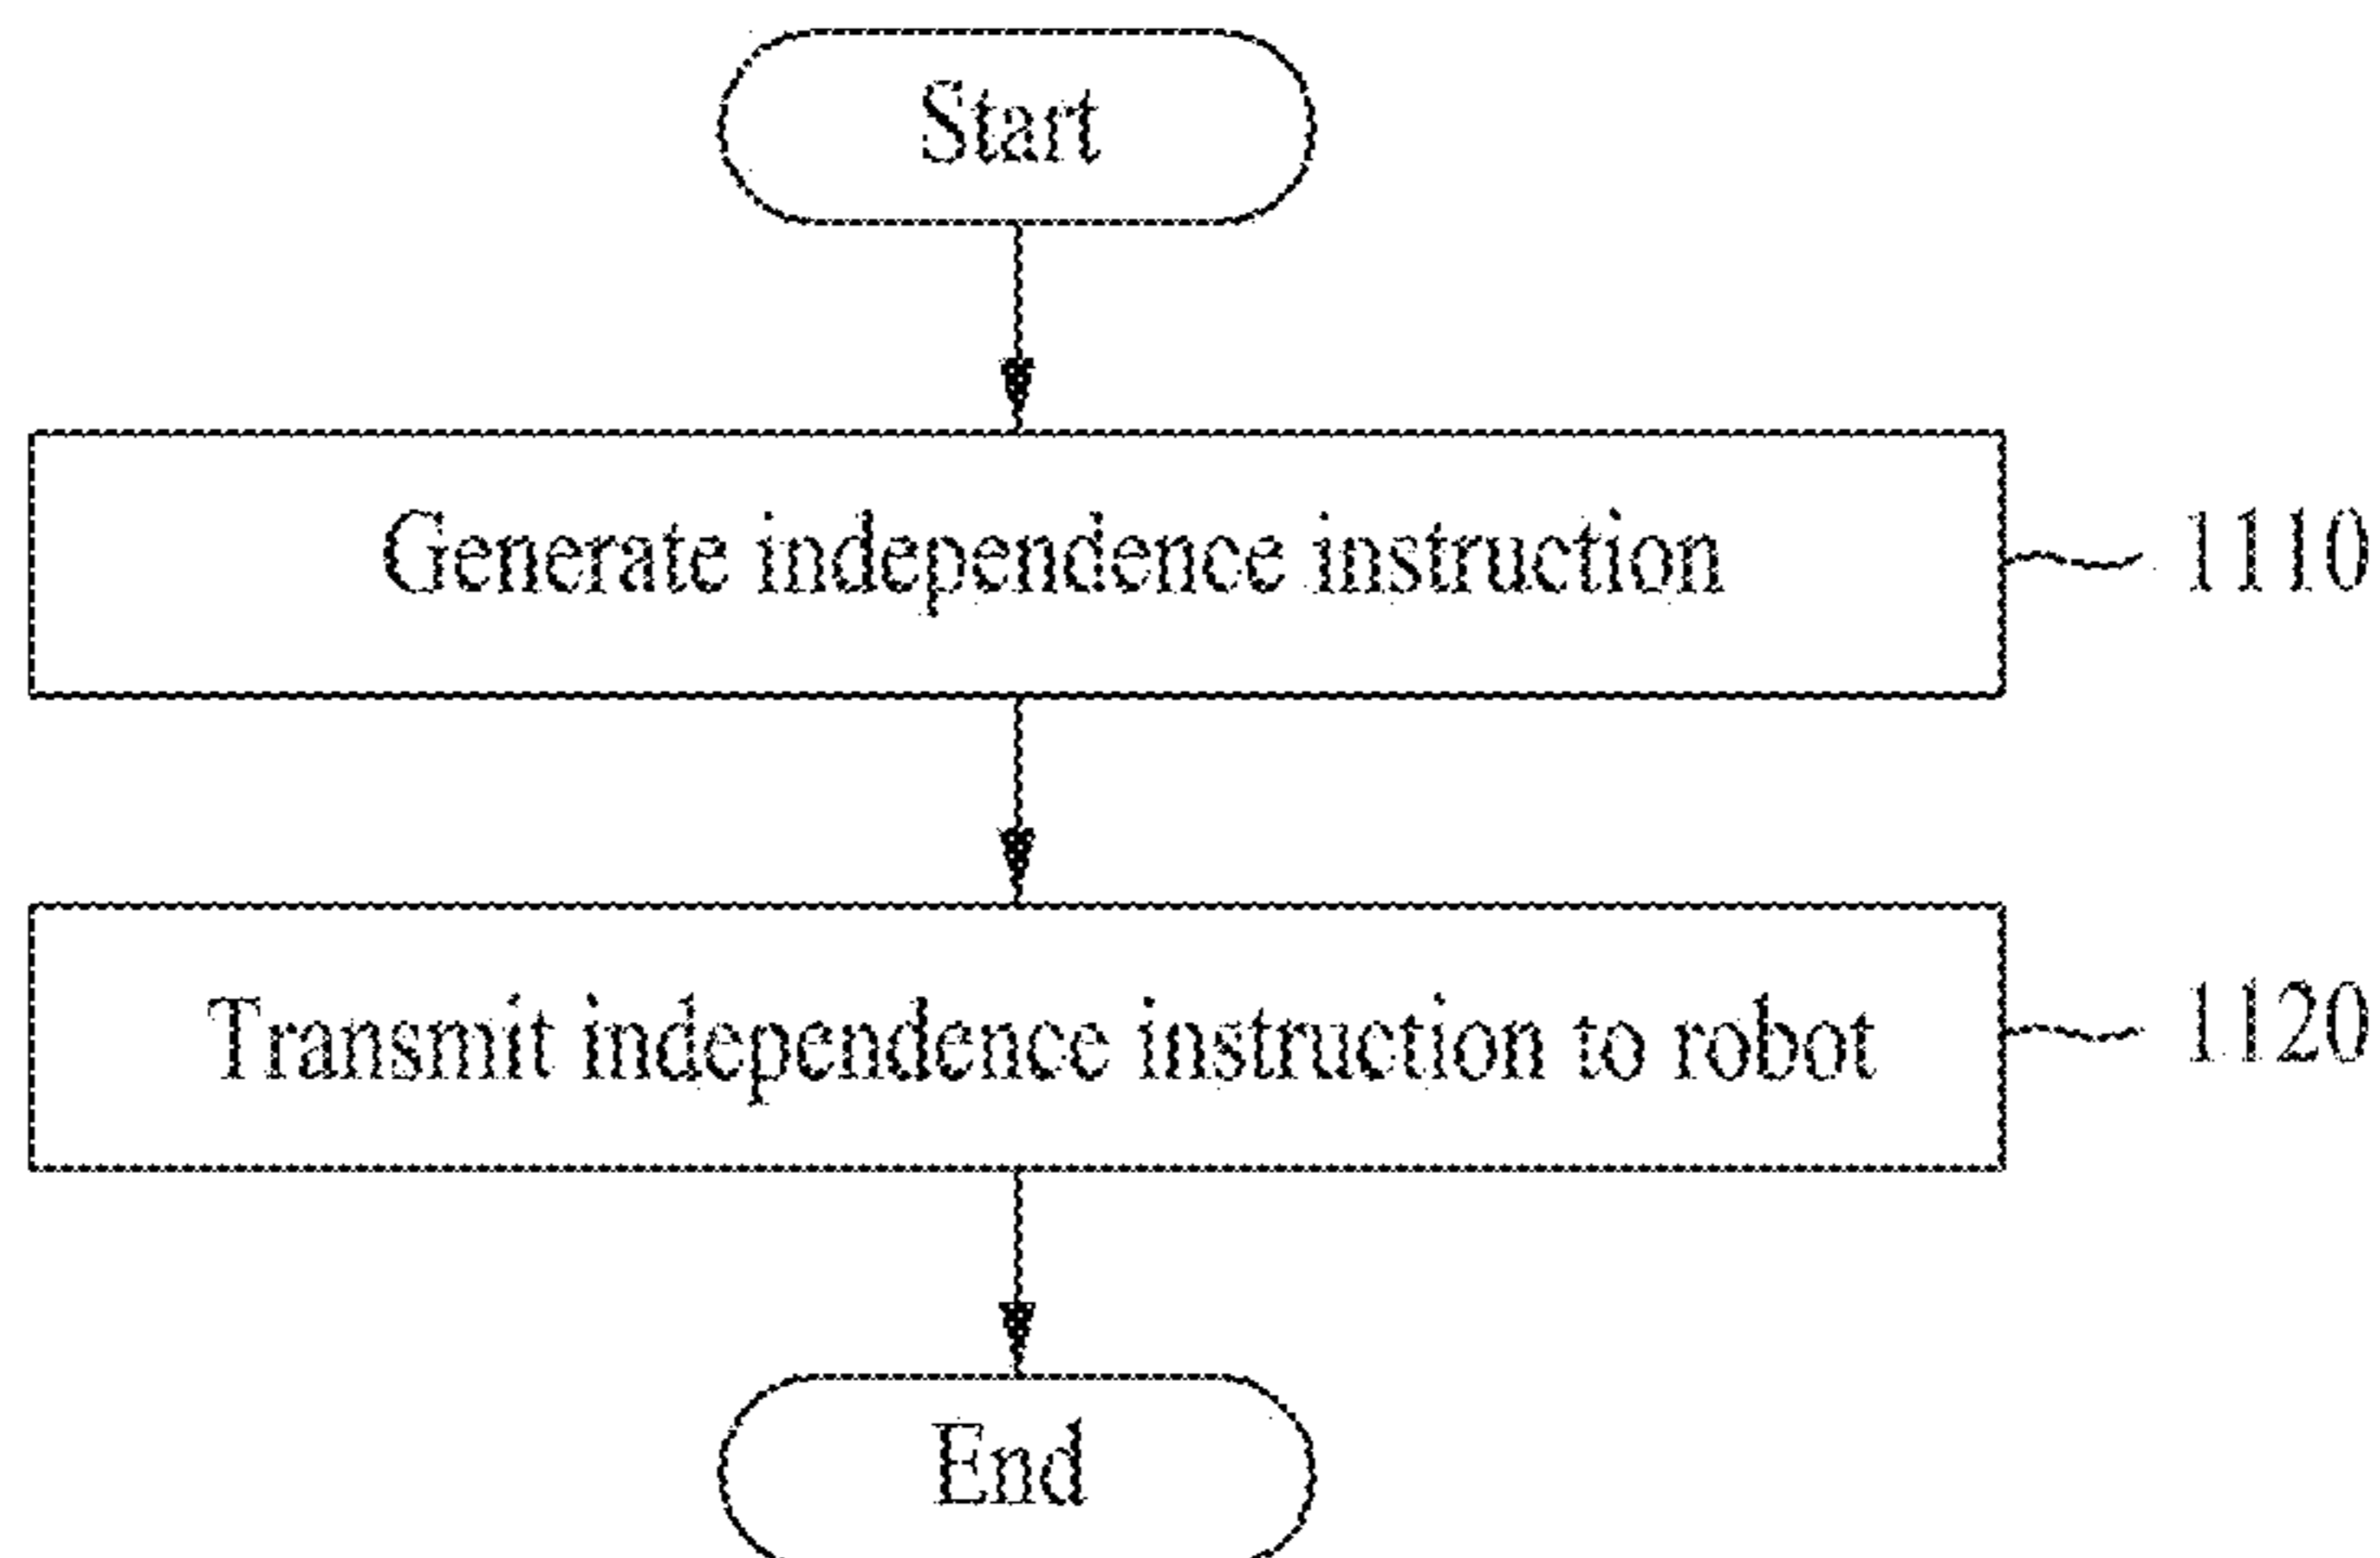 Start
Generate independence instruction
1110
Transmit independence instruction to robot
1120
End